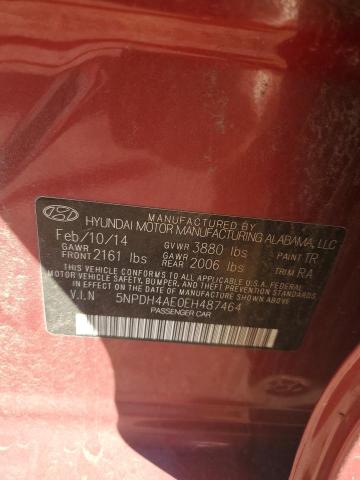 MANUFACTURED BY
HYUNDAI MOTOR MANUFACTURING ALABAMA, LLC
Feb/10/14 GVWR 3880 lbs PAINT TR
GAWR FRONT 2161 lbs GAWR REAR 2006 lbs TRIM RA
THIS VEHICLE CONFORMS TO ALL APPLICABLE U.S.A. FEDERAL
MOTOR VEHICLE SAFETY, BUMPER, AND THEFT PREVENTION
STANDARDS IN EFFECT ON THE DATE OF MANUFACTURE SHOWN ABOVE.
V.I.N 5NPDH4AE0EH487464
PASSENGER CAR